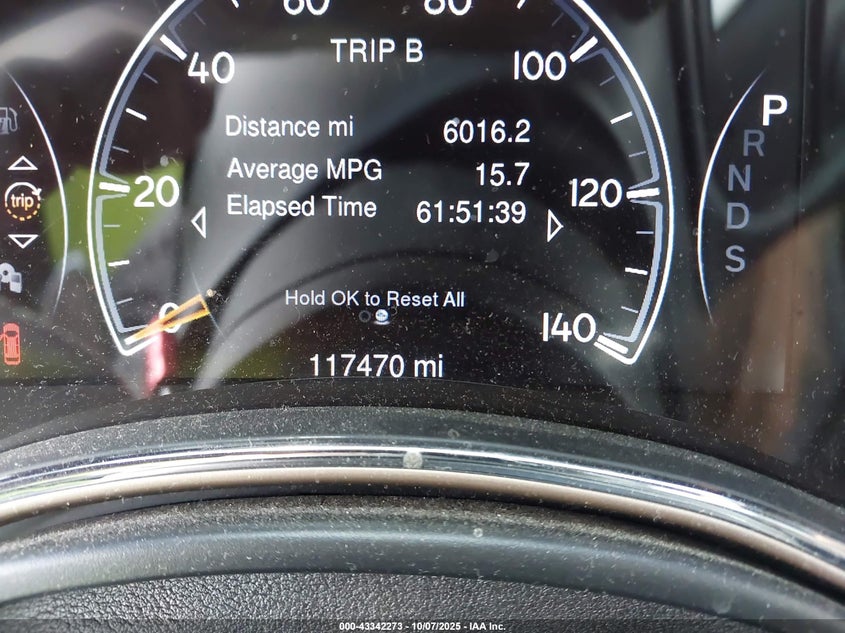 60 80
TRIP B
40 100
Distance mi 6016.2
Average MPG 15.7
Elapsed Time 61:51:39
20 120
trip
Hold OK to Reset All
0 140
117470 mi
P
R
N
D
S
000-43342273 - 10/07/2025 - IAA Inc.